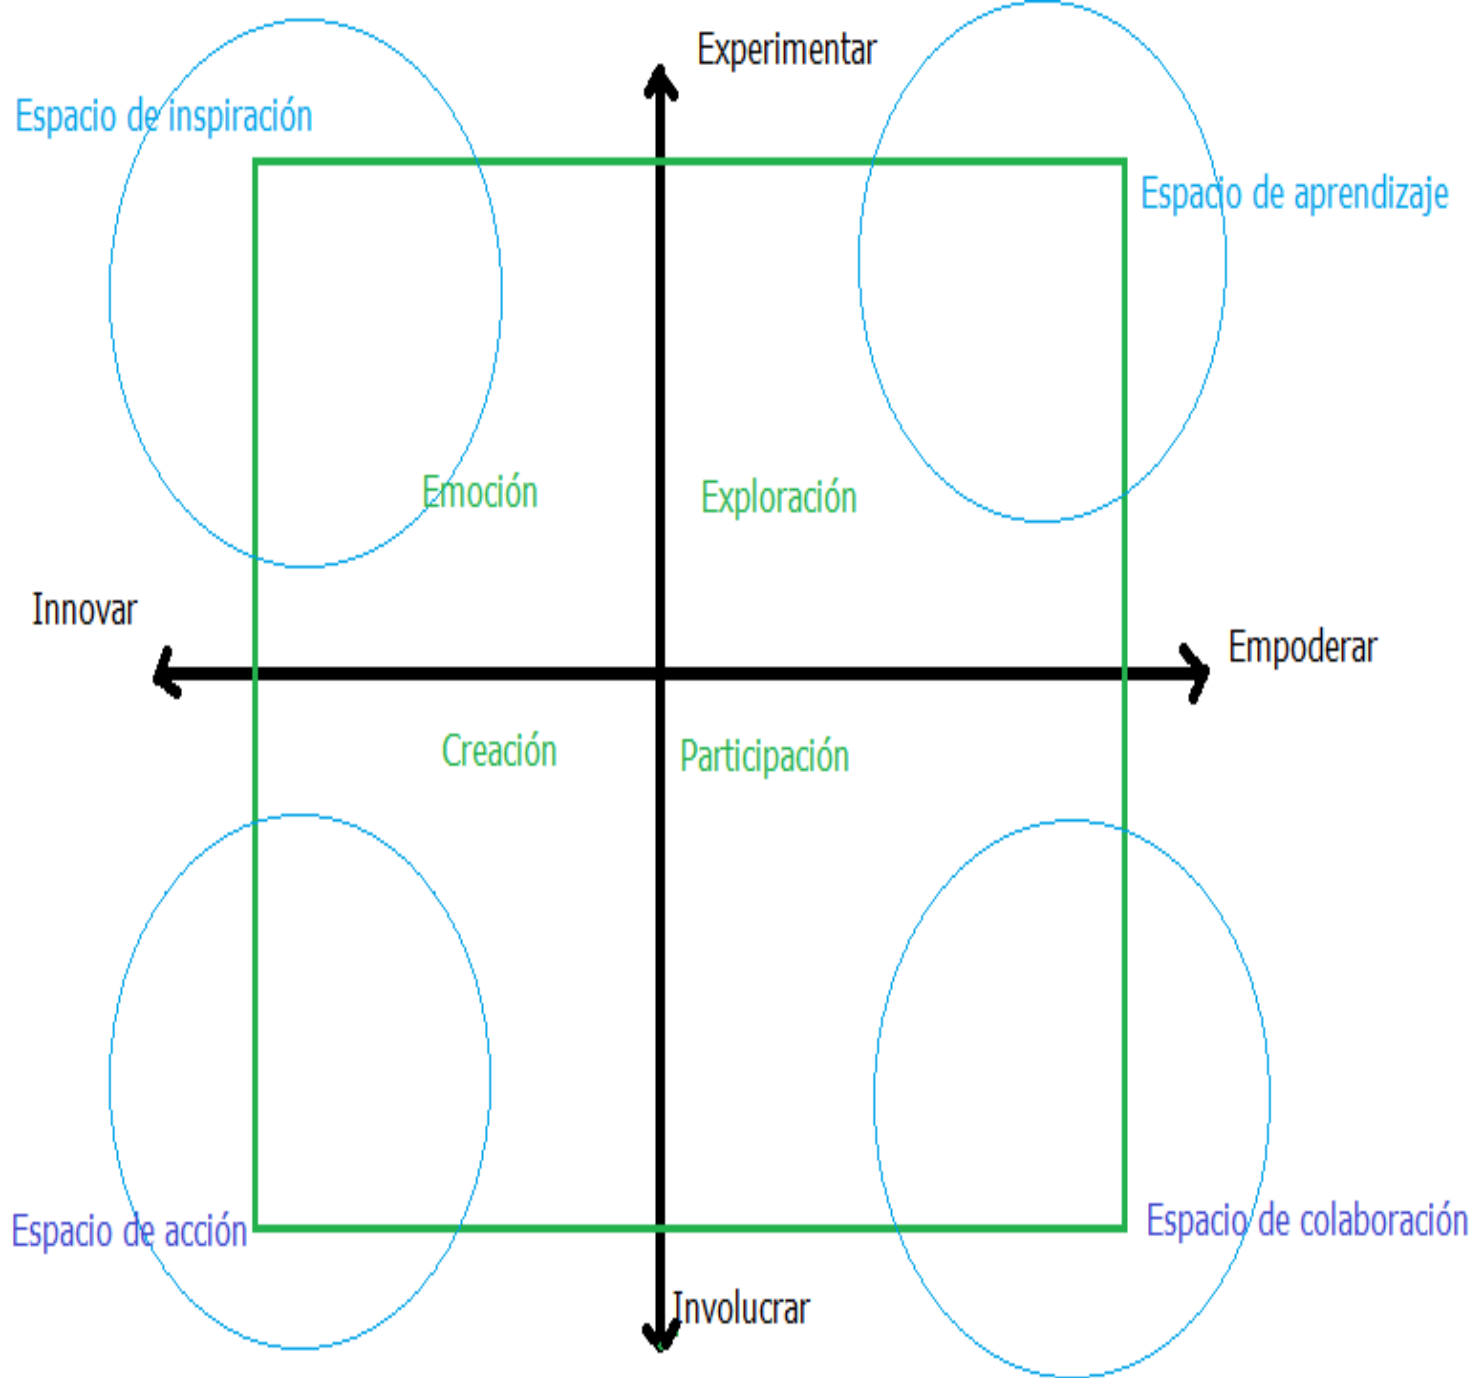 Experimentar
Espacio de inspiración
Espacio de aprendizaje
Emoción
Exploración
Innovar
Empoderar
Creación
Participación
Espacio de acción
Espacio de colaboración
Involucrar